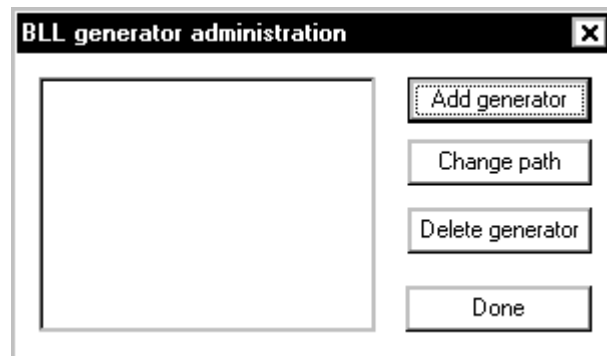 BLL generator administration
Add generator
Change path
Delete generator
Done